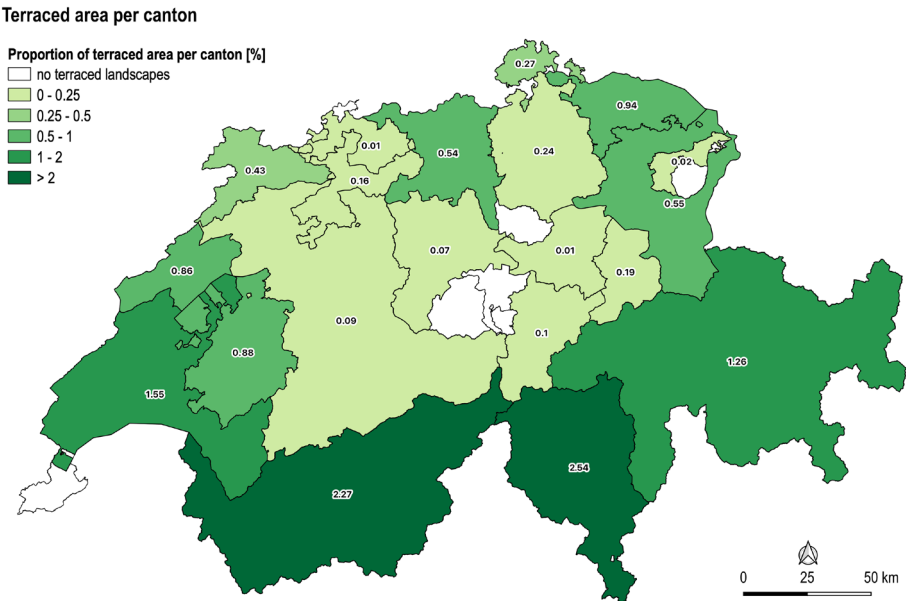 Terraced area per canton
Proportion of terraced area per canton [%]
no terraced landscapes
0 - 0.25
0.25 - 0.5
0.5 - 1
1 - 2
> 2
0.27
0.94
0.01
0.54
0.24
0.02
0.43
0.16
0.55
0.07
0.01
0.86
0.19
0.09
0.1
0.88
1.26
1.55
2.54
2.27
0 25 50 km